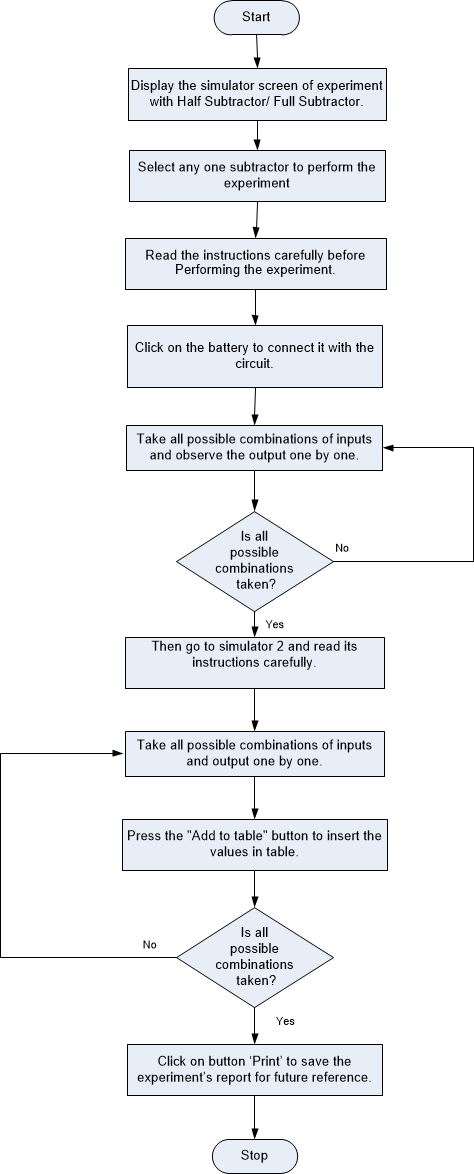 Start
Display the simulator screen of experiment
with Half Subtractor/ Full Subtractor.
Select any one subtractor to perform the
experiment
Read the instructions carefully before
Performing the experiment.
Click on the battery to connect it with the
circuit.
Take all possible combinations of inputs
and observe the output one by one.
Is all
possible
combinations
taken?
No
Yes
Then go to simulator 2 and read its
instructions carefully.
Take all possible combinations of inputs
and output one by one.
Press the "Add to table" button to insert the
values in table.
Is all
possible
combinations
taken?
No
Yes
Click on button ‘Print’ to save the
experiment’s report for future reference.
Stop